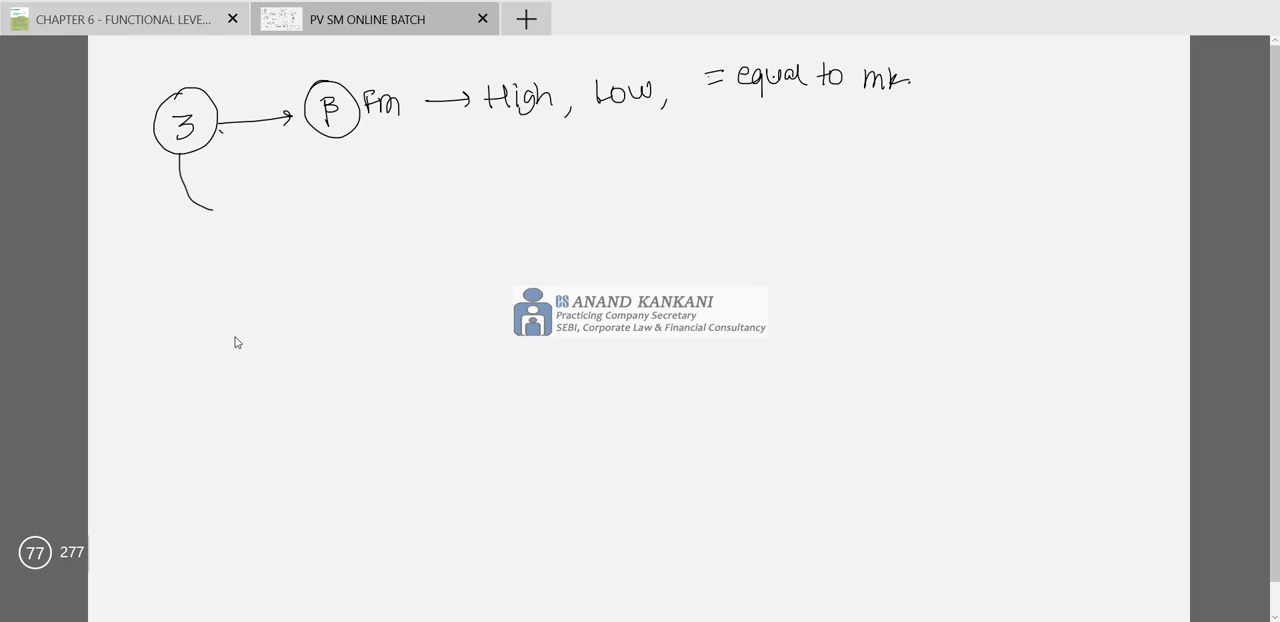 CHAPTER 6 - FUNCTIONAL LEVE...
PV SM ONLINE BATCH
3 → β Fm → High, Low, = equal to mk.
CS ANAND KANKANI
Practicing Company Secretary
SEBI, Corporate Law & Financial Consultancy
77 277